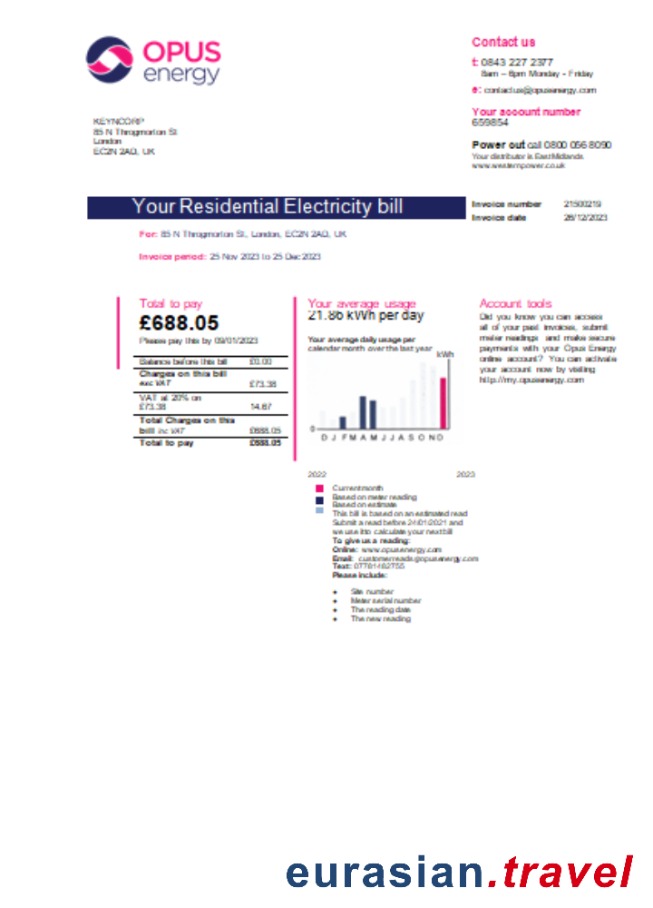 OPUS
energy
Contact us
t: 0843 227 2377
8am – 6pm Monday - Friday
e: contactus@opusenergy.com
Your account number
659854
Power out call 0800 056 8090
Your distributor is East Midlands
www.westernpower.co.uk
KEYNCORP
85 N Throgmorton St
London
EC2N 2AD, UK
Your Residential Electricity bill
Invoice number 21500219
Invoice date 26/12/2023
For: 85 N Throgmorton St, London, EC2N 2AD, UK
Invoice period: 25 Nov 2023 to 25 Dec 2023
Total to pay
£688.05
Please pay this by 09/01/2023
Balance before this bill £0.00
Charges on this bill
exc VAT £73.38
VAT at 20% on
£73.38 14.67
Total Charges on this
bill inc VAT £688.05
Total to pay £688.05
Your average usage
21.86 kWh per day
Your average daily usage per
calendar month over the last year
kWh
0
D J F M A M J J A S O N D
2022 2023
Current month
Based on meter reading
Based on estimate
This bill is based on an estimated read
Submit a read before 24/01/2021 and
we use it to calculate your next bill
To give us a reading:
Online: www.opusenergy.com
Email: customerreads@opusenergy.com
Text: 07781482755
Please include:
• Site number
• Meter serial number
• The reading date
• The new reading
Account tools
Did you know you can access
all of your past invoices, submit
meter readings and make secure
payments with your Opus Energy
online account? You can activate
your account now by visiting
http://my.opusenergy.com
eurasian.travel